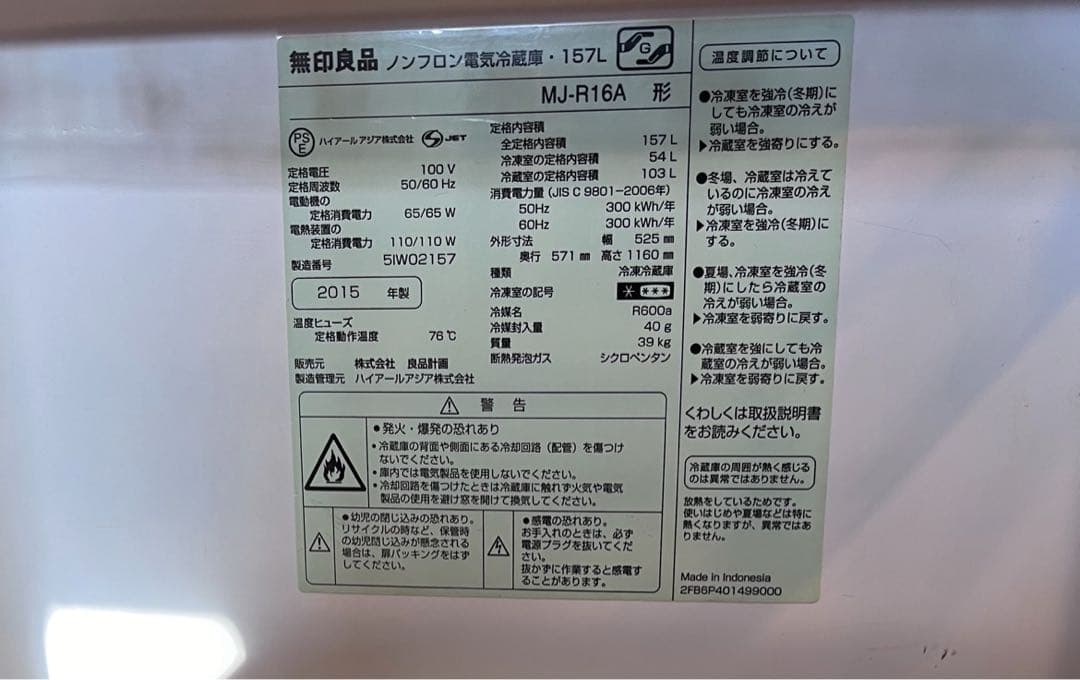 無印良品 ノンフロン電気冷蔵庫・157L
G
MJ-R16A 形
PS
E
ハイアールアジア株式会社 JET
定格電圧 100 V
定格周波数 50/60 Hz
電動機の
定格消費電力 65/65 W
電熱装置の
定格消費電力 110/110 W
製造番号 5IW02157
2015 年製
温度ヒューズ
定格動作温度 76℃
販売元 株式会社 良品計画
製造管理元 ハイアールアジア株式会社
定格内容積
全定格内容積 157 L
冷凍室の定格内容積 54 L
冷蔵室の定格内容積 103 L
消費電力量(JIS C 9801-2006年)
50Hz 300 kWh/年
60Hz 300 kWh/年
外形寸法 幅 525 ㎜
奥行 571 ㎜ 高さ 1160 ㎜
種類 冷凍冷蔵庫
冷凍室の記号
冷媒名 R600a
冷媒封入量 40 g
質量 39 kg
断熱発泡ガス シクロペンタン
警告
●発火・爆発の恐れあり
・冷蔵庫の背面や側面にある冷却回路(配管)を傷つけ
ないでください。
・庫内では電気製品を使用しないでください。
・冷却回路を傷つけたときは冷蔵庫に触れず火気や電気
製品の使用を避け窓を開けて換気してください。
●幼児の閉じ込みの恐れあり。
リサイクルの時など、保管時
の幼児閉じ込みが懸念される
場合は、扉パッキングをはず
してください。
●感電の恐れあり。
お手入れのときは、必ず
電源プラグを抜いてくだ
さい。
抜かずに作業すると感電す
ることがあります。
温度調節について
●冷凍室を強冷(冬期)に
しても冷凍室の冷えが
弱い場合。
▶冷蔵室を強寄りにする。
●冬場、冷蔵室は冷えて
いるのに冷凍室の冷え
が弱い場合。
▶冷凍室を強冷(冬期)に
する。
●夏場、冷凍室を強冷(冬
期)にしたら冷蔵室の
冷えが弱い場合。
▶冷凍室を弱寄りに戻す。
●冷蔵室を強にしても冷
蔵室の冷えが弱い場合。
▶冷凍室を弱寄りに戻す。
くわしくは取扱説明書
をお読みください。
冷蔵庫の周囲が熱く感じる
のは異常ではありません。
放熱をしているためです。
使いはじめや夏場などは特に
熱くなりますが、異常ではあ
りません。
Made in Indonesia
2FB6P401499000